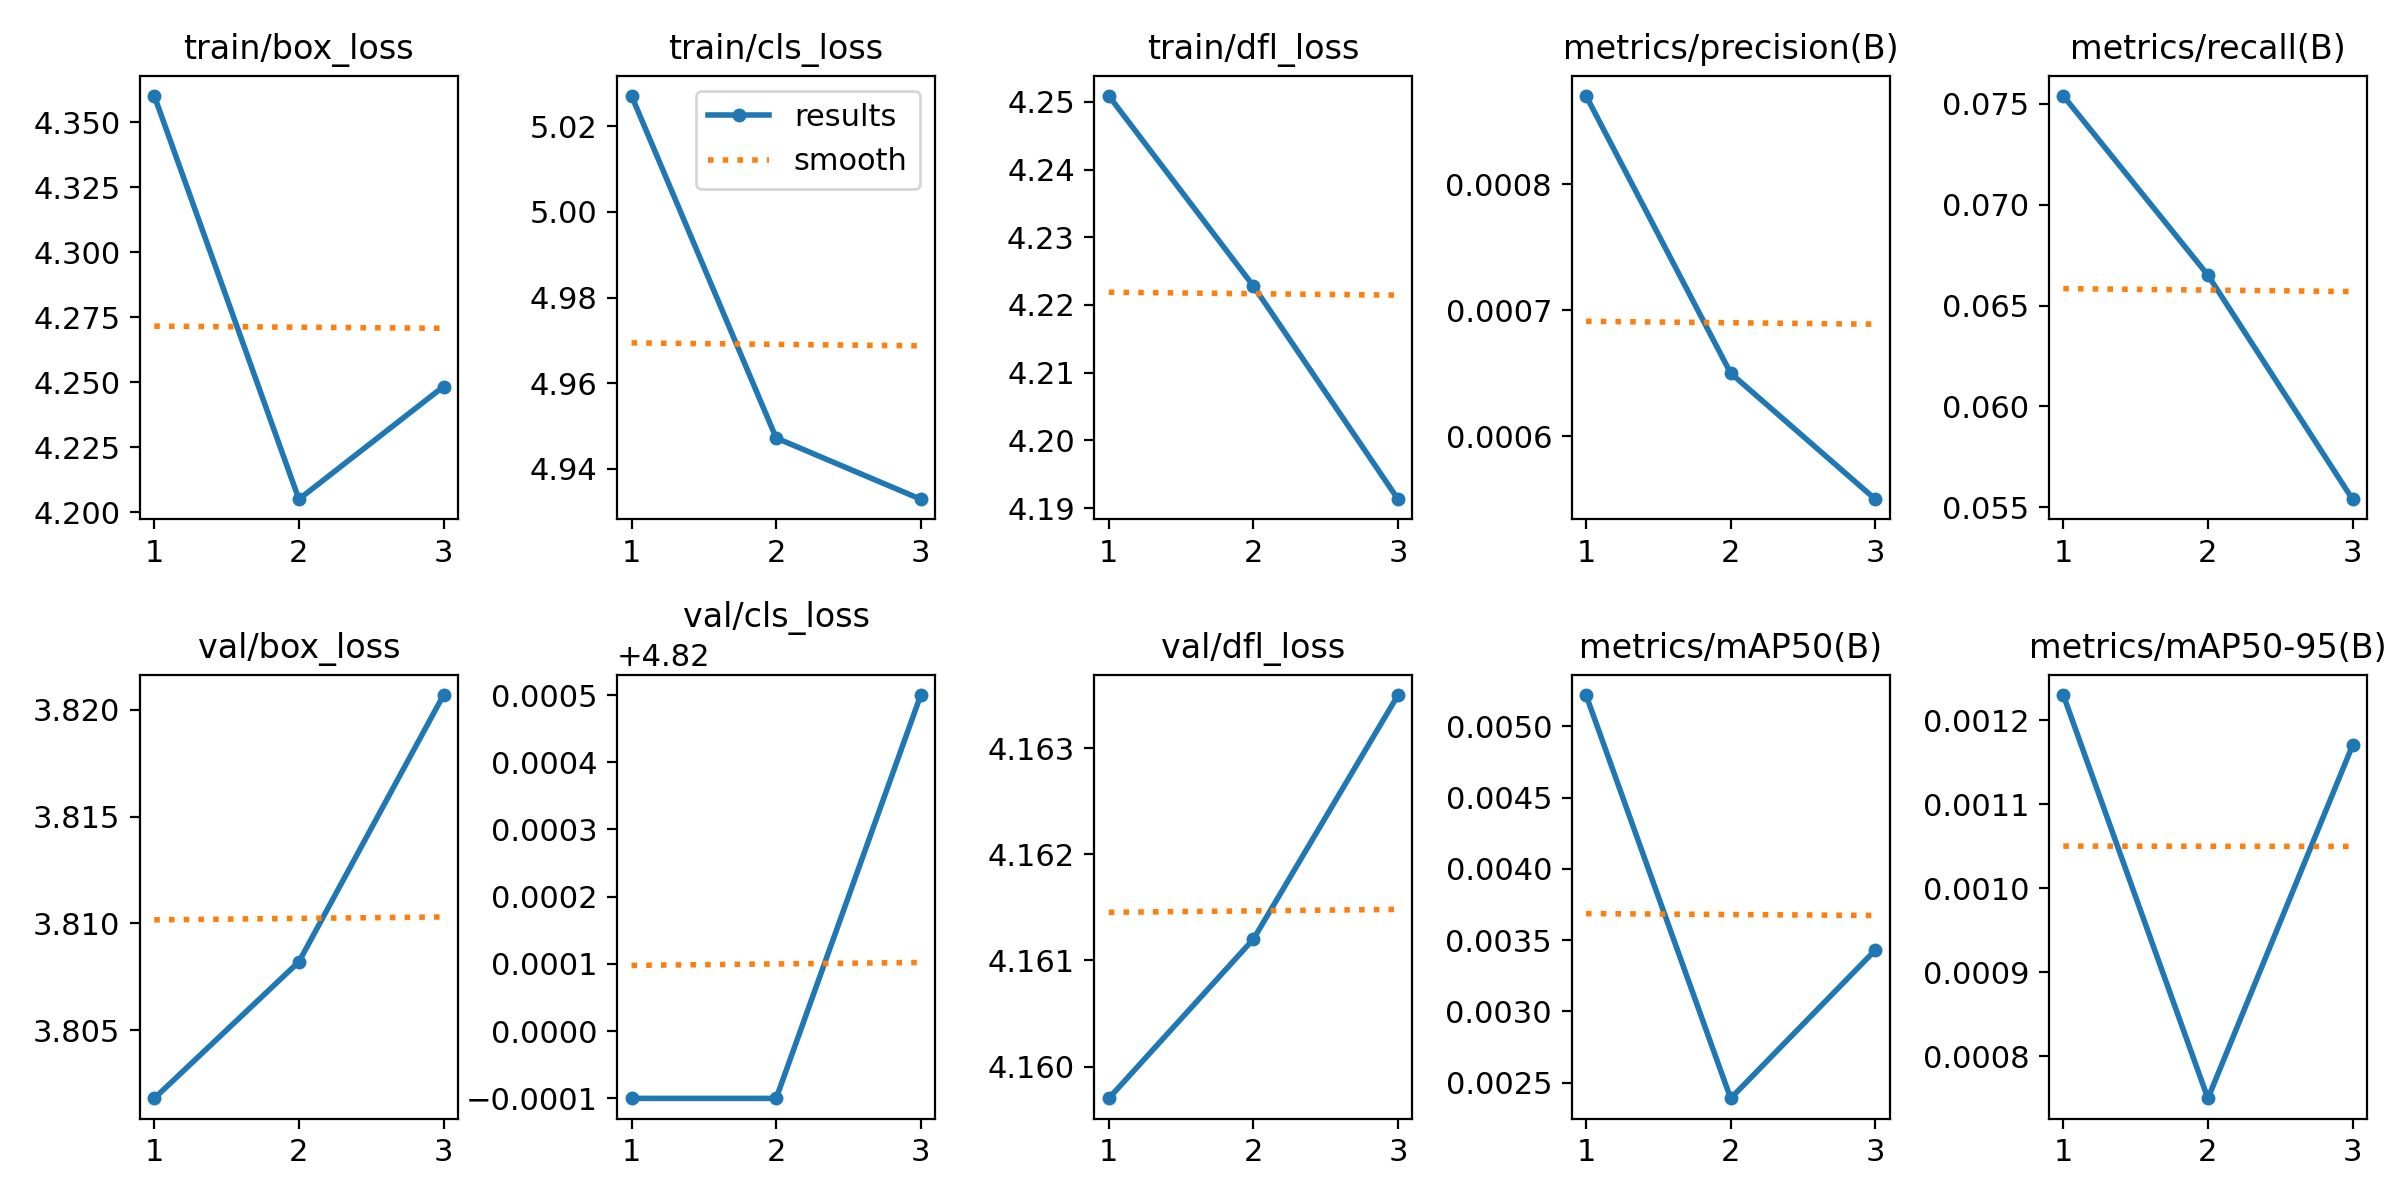 train/box_loss
4.350
4.325
4.300
4.275
4.250
4.225
4.200
1 2 3
train/cls_loss
results
smooth
5.02
5.00
4.98
4.96
4.94
1 2 3
train/dfl_loss
4.25
4.24
4.23
4.22
4.21
4.20
4.19
1 2 3
metrics/precision(B)
0.0008
0.0007
0.0006
1 2 3
metrics/recall(B)
0.075
0.070
0.065
0.060
0.055
1 2 3
val/box_loss
3.820
3.815
3.810
3.805
1 2 3
val/cls_loss
+4.82
0.0005
0.0004
0.0003
0.0002
0.0001
0.0000
−0.0001
1 2 3
val/dfl_loss
4.163
4.162
4.161
4.160
1 2 3
metrics/mAP50(B)
0.0050
0.0045
0.0040
0.0035
0.0030
0.0025
1 2 3
metrics/mAP50-95(B)
0.0012
0.0011
0.0010
0.0009
0.0008
1 2 3